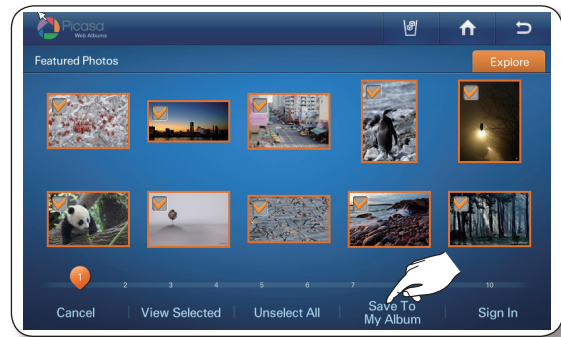 Picasa
Web Albums
Featured Photos
Explore
1 2 3 4 5 6 7 10
Cancel
View Selected
Unselect All
Save To
My Album
Sign In